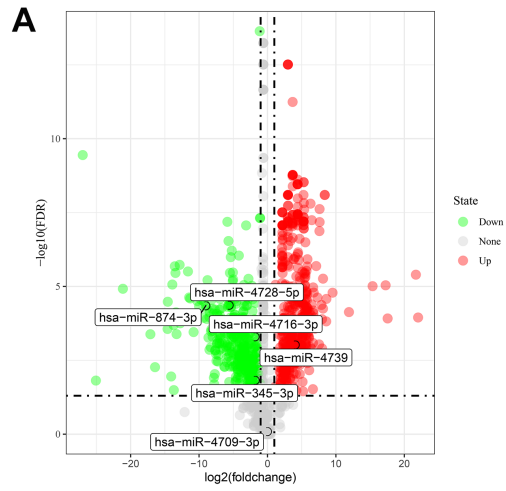 A
10
5
0
−log10(FDR)
hsa−miR−4728−5p
hsa−miR−874−3p
hsa−miR−4716−3p
hsa−miR−4739
hsa−miR−345−3p
hsa−miR−4709−3p
−20
−10
0
10
20
log2(foldchange)
State
Down
None
Up